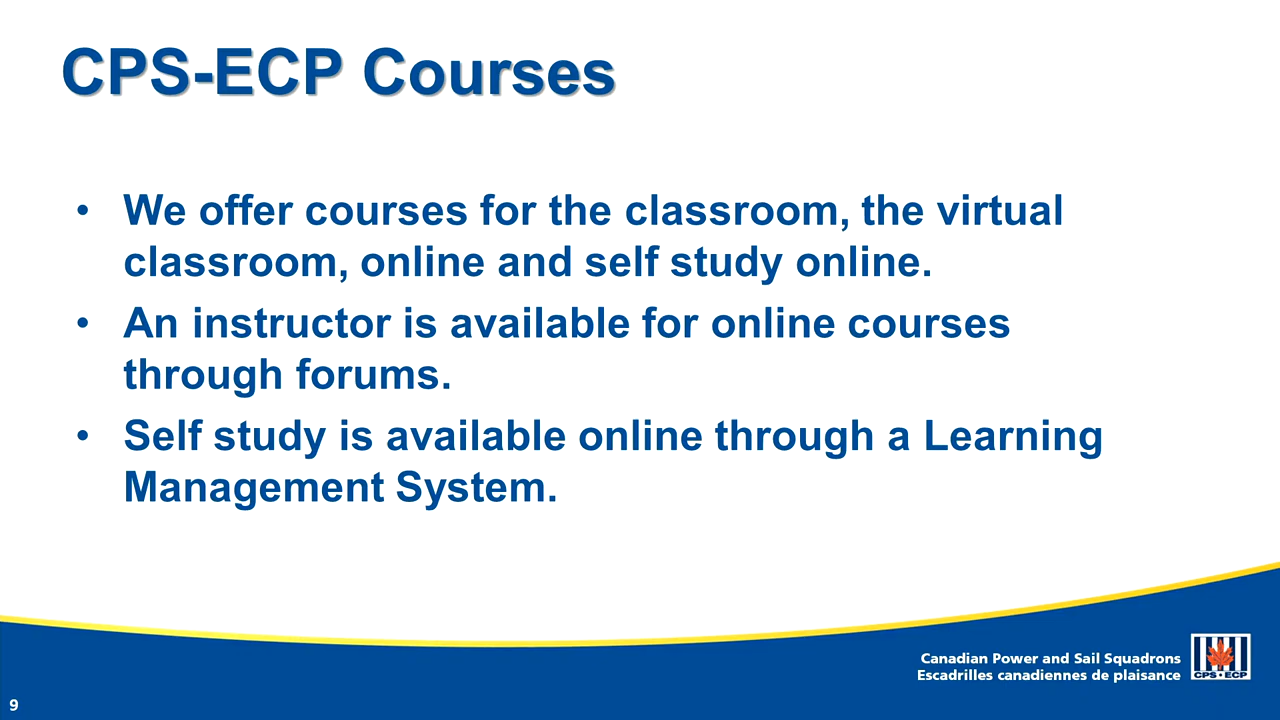 CPS-ECP Courses
• We offer courses for the classroom, the virtual
classroom, online and self study online.
• An instructor is available for online courses
through forums.
• Self study is available online through a Learning
Management System.
Canadian Power and Sail Squadrons
Escadrilles canadiennes de plaisance
CPS • ECP
9